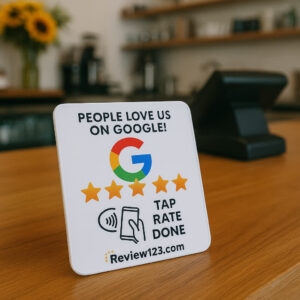 PEOPLE LOVE US
ON GOOGLE!
G
TAP
RATE
DONE
Review123.com